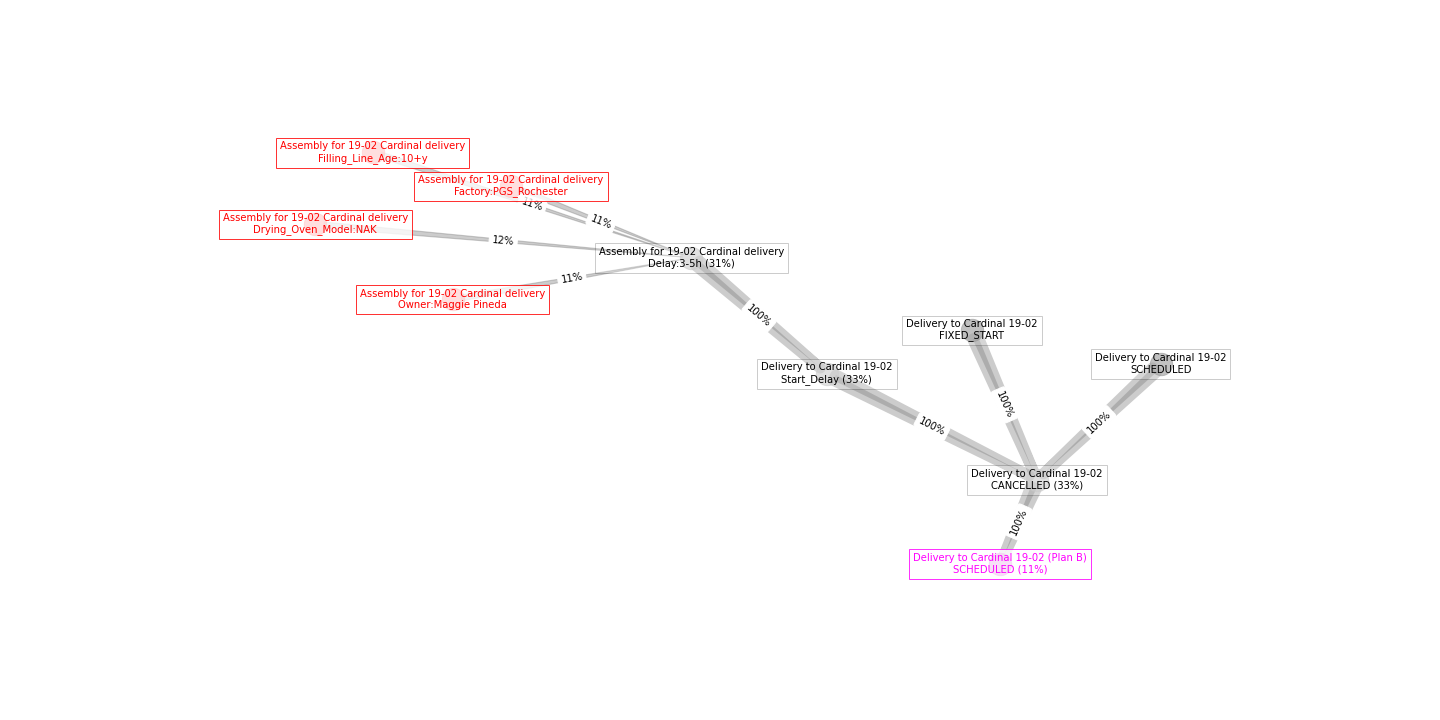 Assembly for 19-02 Cardinal delivery
Filling_Line_Age:10+y
Assembly for 19-02 Cardinal delivery
Factory:PGS_Rochester
11%
11%
Assembly for 19-02 Cardinal delivery
Drying_Oven_Model:NAK
12%
Assembly for 19-02 Cardinal delivery
Delay:3-5h (31%)
11%
Assembly for 19-02 Cardinal delivery
Owner:Maggie Pineda
100%
Delivery to Cardinal 19-02
FIXED_START
Delivery to Cardinal 19-02
SCHEDULED
Delivery to Cardinal 19-02
Start_Delay (33%)
100%
100%
100%
Delivery to Cardinal 19-02
CANCELLED (33%)
100%
Delivery to Cardinal 19-02 (Plan B)
SCHEDULED (11%)